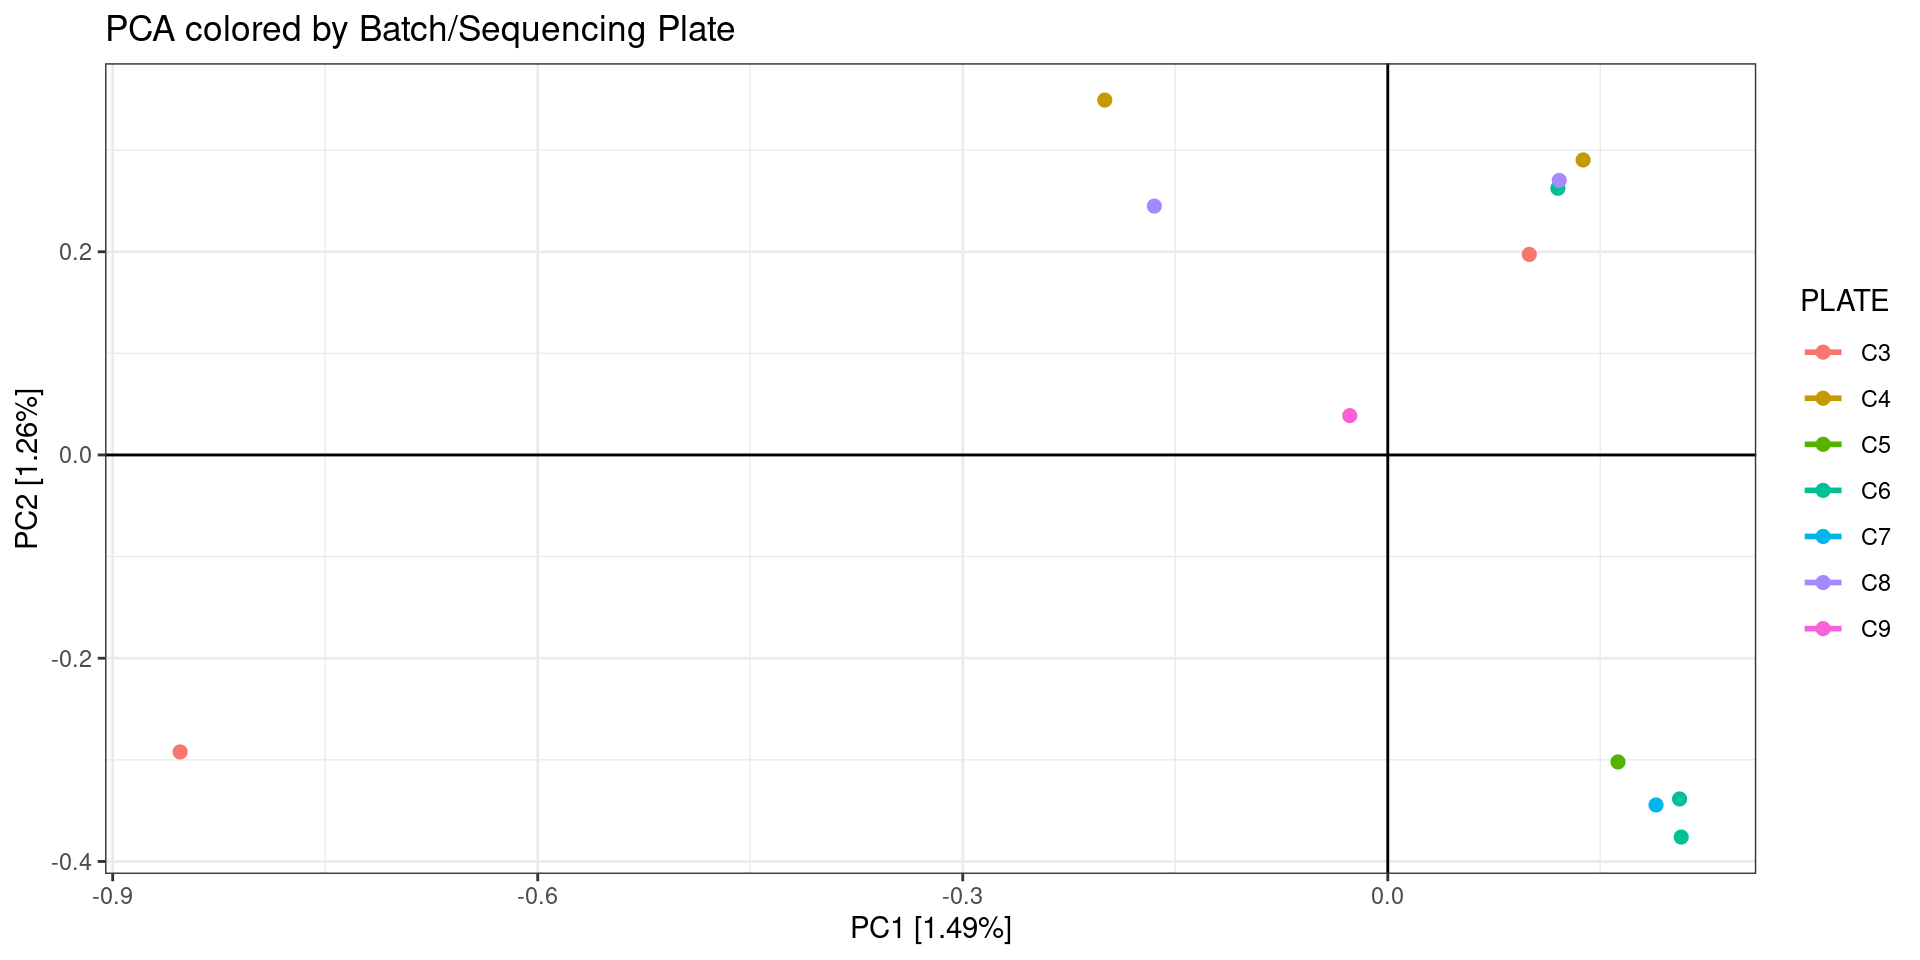 PCA colored by Batch/Sequencing Plate
PC2 [1.26%]
0.2
0.0
-0.2
-0.4
-0.9
-0.6
-0.3
0.0
PC1 [1.49%]
PLATE
C3
C4
C5
C6
C7
C8
C9